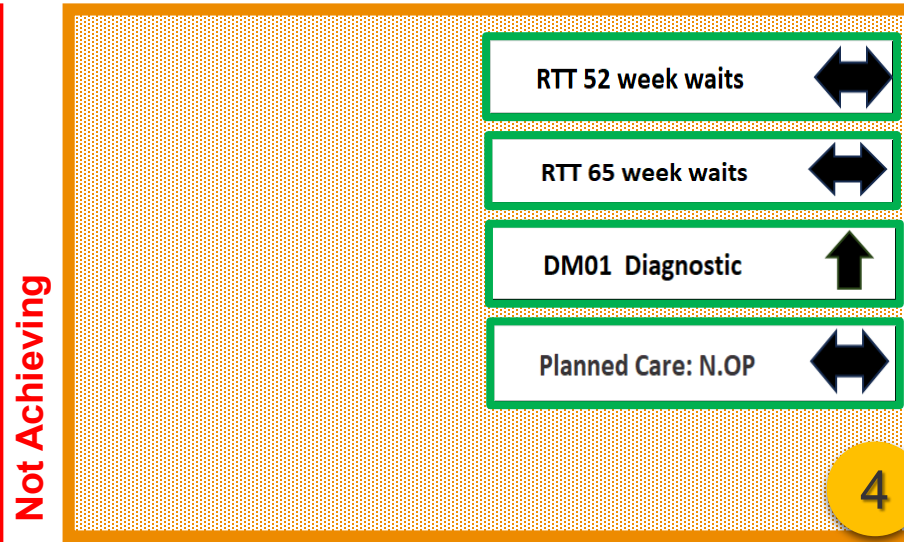 RTT 52 week waits
RTT 65 week waits
DM01 Diagnostic
Planned Care: N.OP
Not Achieving
4